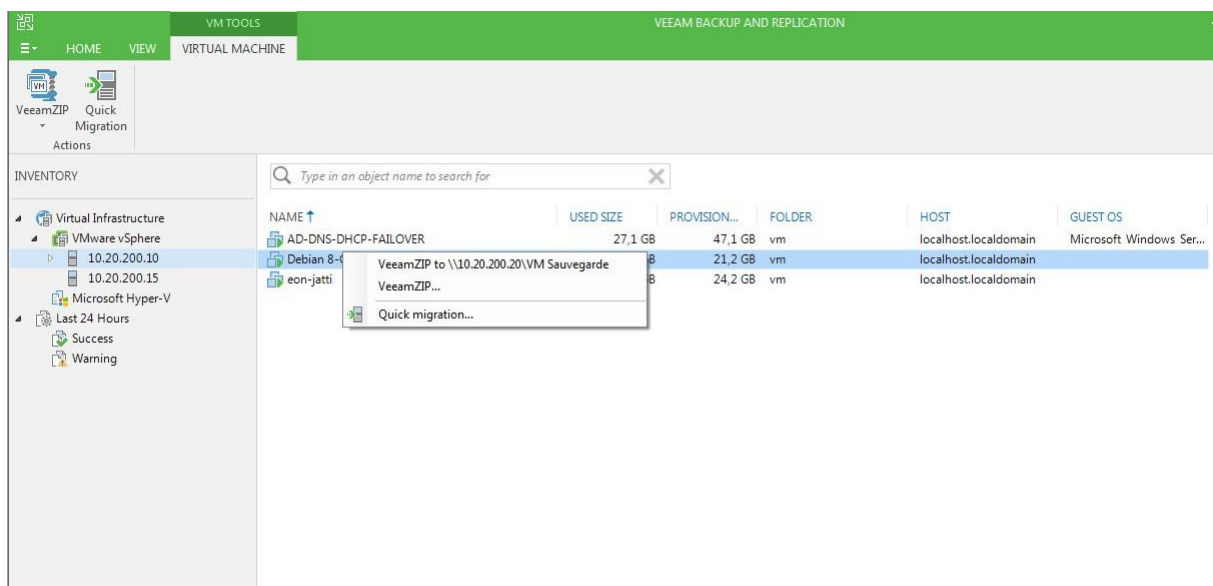 VM TOOLS VEEAM BACKUP AND REPLICATION
HOME VIEW VIRTUAL MACHINE
VM
VeeamZIP Quick Migration
Actions
INVENTORY Type in an object name to search for
Virtual Infrastructure NAME USED SIZE PROVISION... FOLDER HOST GUEST OS
VMware vSphere AD-DNS-DHCP-FAILOVER 27,1 GB 47,1 GB vm localhost.localdomain Microsoft Windows Ser...
10.20.200.10 Debian 8- B 21,2 GB vm localhost.localdomain
VeeamZIP to \\10.20.200.20\VM Sauvegarde
10.20.200.15 eon-jatti B 24,2 GB vm localhost.localdomain
VeeamZIP...
Microsoft Hyper-V
Last 24 Hours Quick migration...
Success
Warning